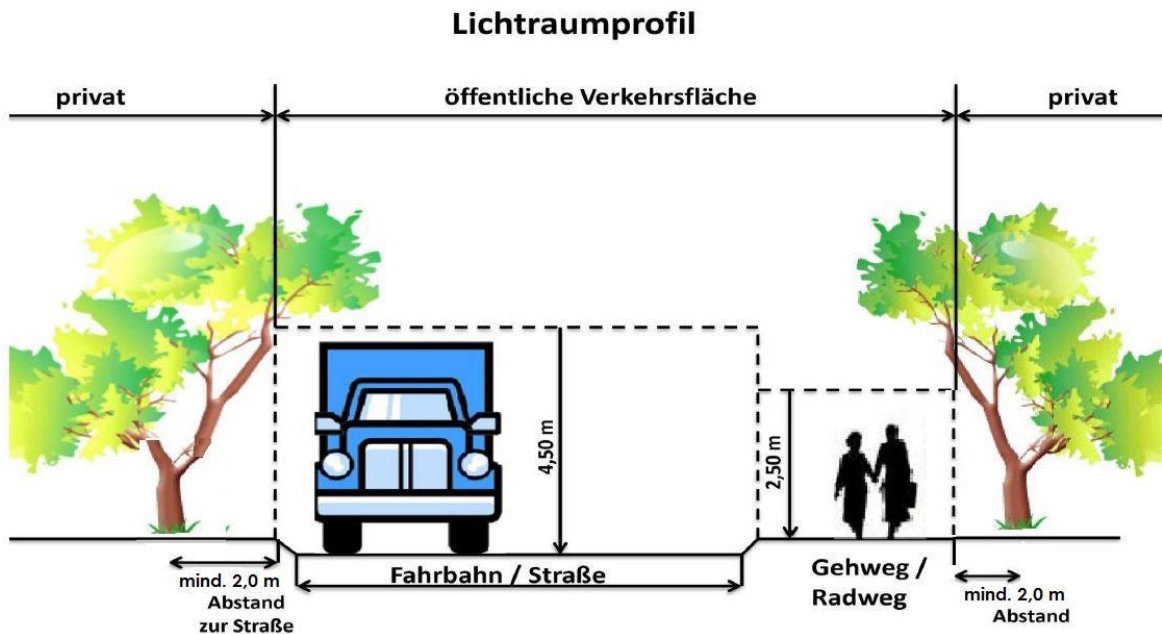 Lichtraumprofil
privat
öffentliche Verkehrsfläche
privat
4,50 m
2,50 m
mind. 2,0 m
Abstand
zur Straße
Fahrbahn / Straße
Gehweg /
Radweg
mind. 2,0 m
Abstand